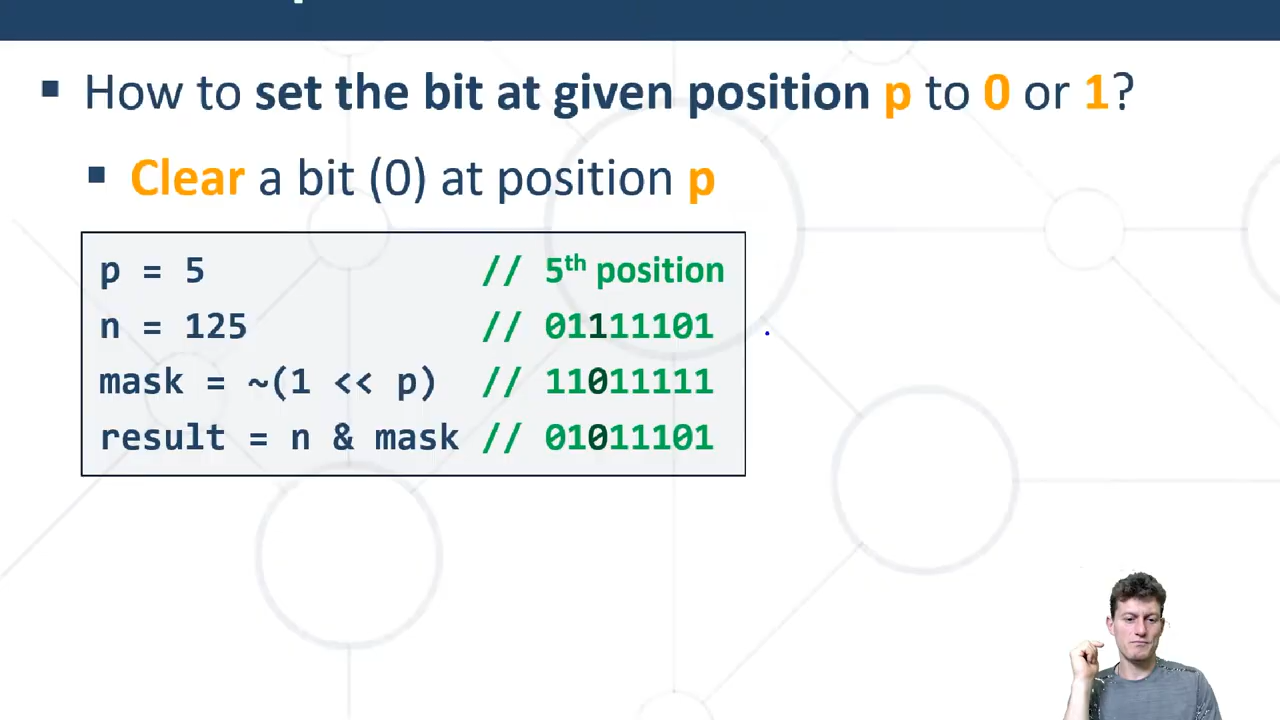 ▪ How to set the bit at given position p to 0 or 1?
▪ Clear a bit (0) at position p
p = 5 // 5th position
n = 125 // 01111101
mask = ~(1 << p) // 11011111
result = n & mask // 01011101